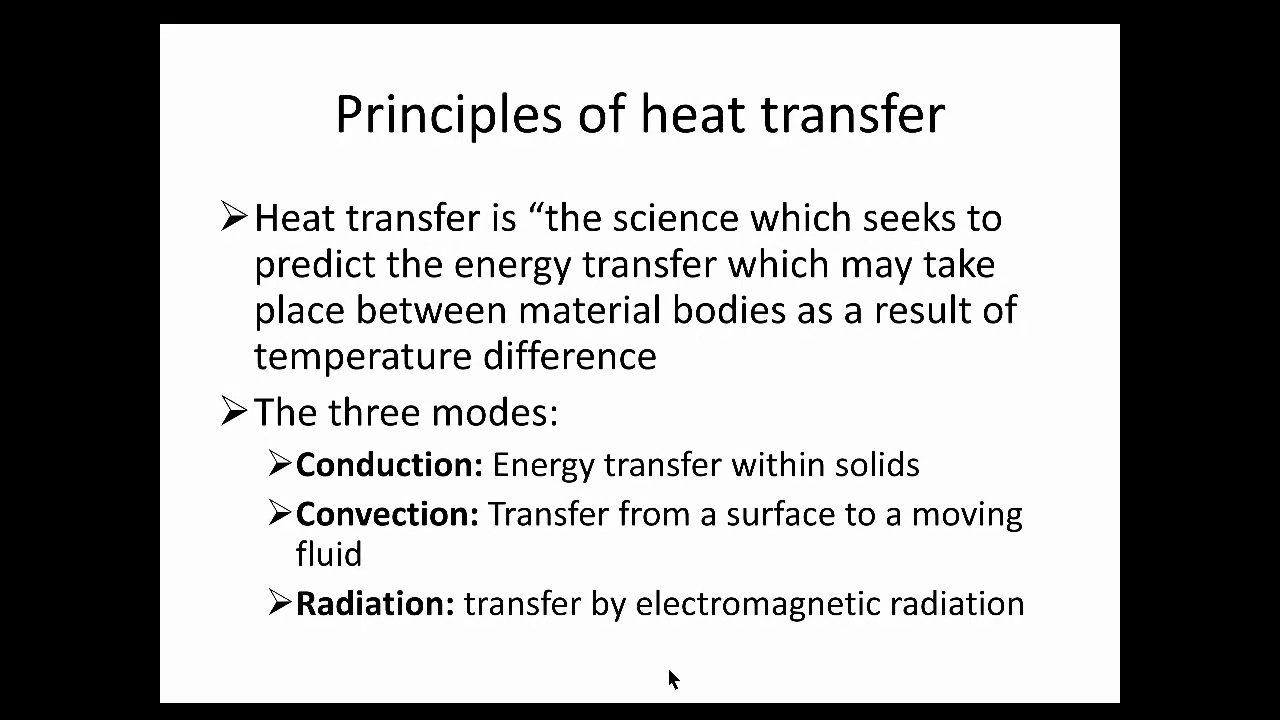 Principles of heat transfer
➢Heat transfer is “the science which seeks to
predict the energy transfer which may take
place between material bodies as a result of
temperature difference
➢The three modes:
➢Conduction: Energy transfer within solids
➢Convection: Transfer from a surface to a moving
fluid
➢Radiation: transfer by electromagnetic radiation